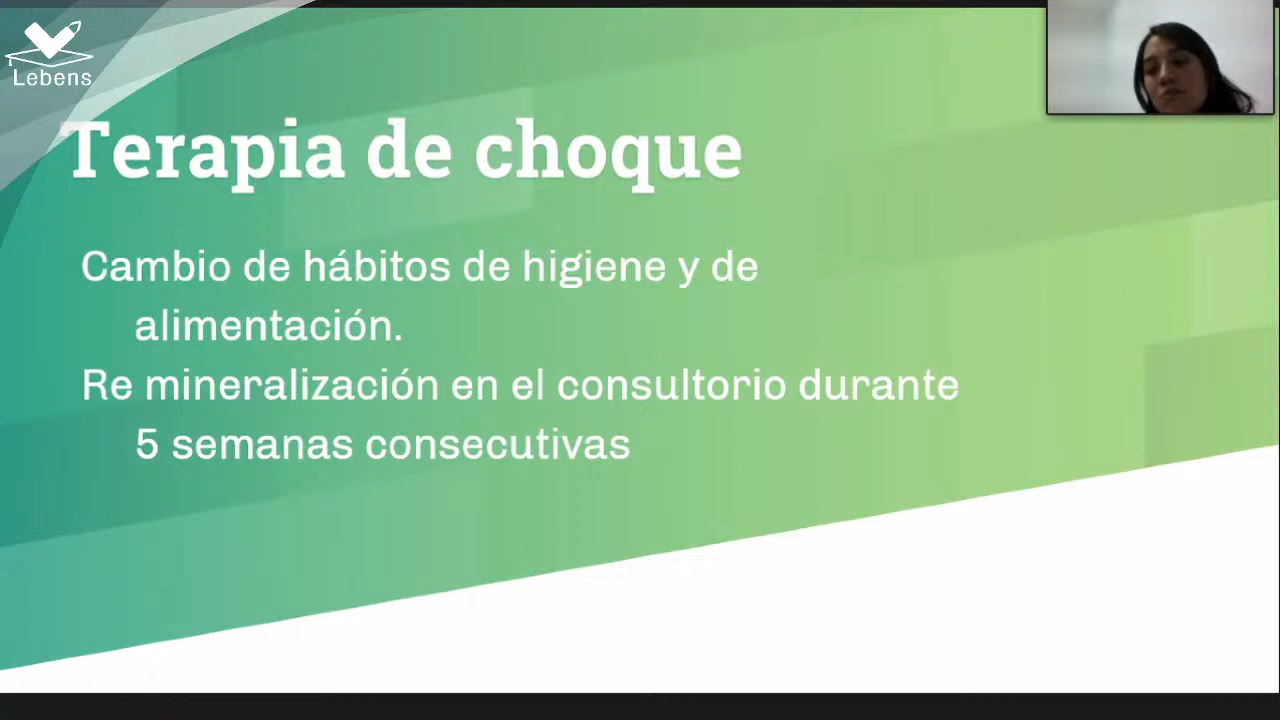 Lebens
Terapia de choque
Cambio de hábitos de higiene y de
alimentación.
Re mineralización en el consultorio durante
5 semanas consecutivas